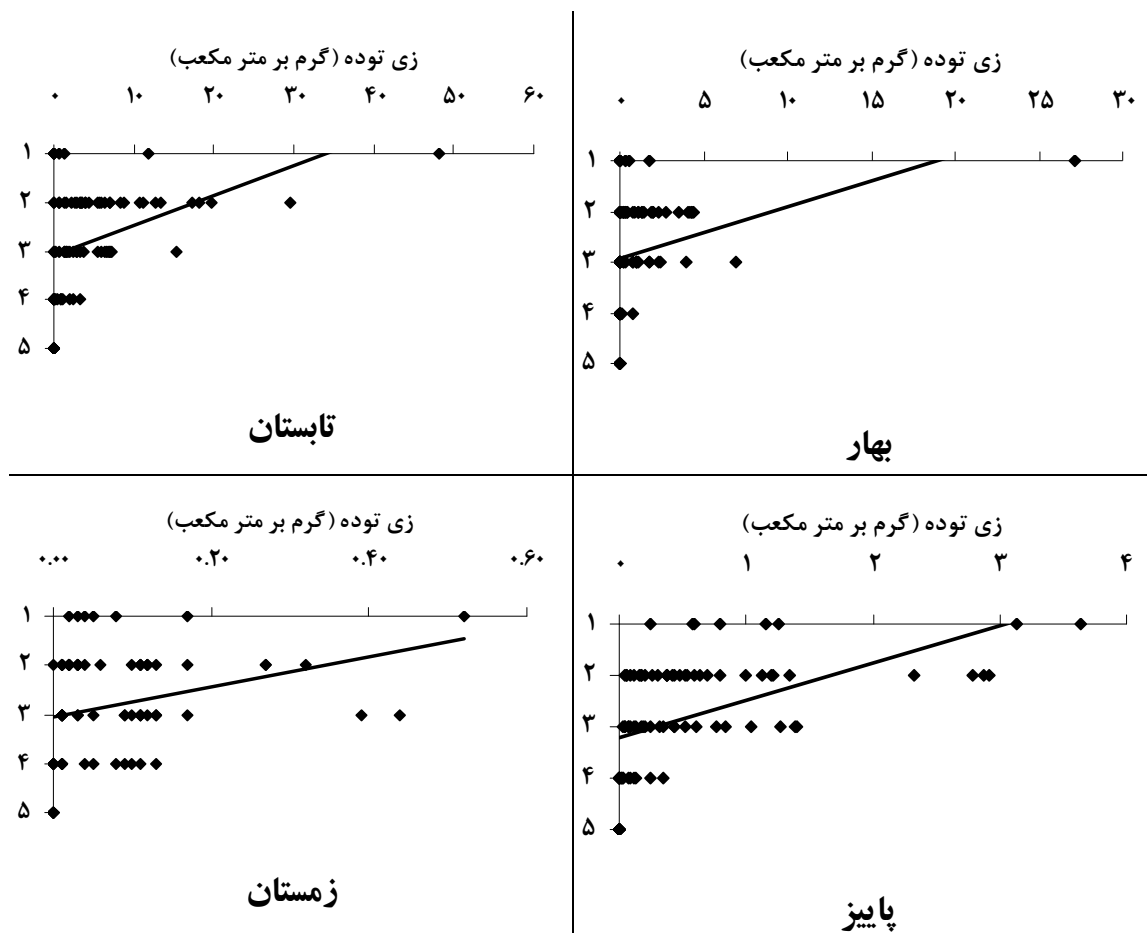 زی توده (گرم بر متر مکعب)
۰ ۵ ۱۰ ۱۵ ۲۰ ۲۵ ۳۰
۱
۲
۳
۴
۵
بهار
زی توده (گرم بر متر مکعب)
۰ ۱۰ ۲۰ ۳۰ ۴۰ ۵۰ ۶۰
۱
۲
۳
۴
۵
تابستان
زی توده (گرم بر متر مکعب)
۰ ۱ ۲ ۳ ۴
۱
۲
۳
۴
۵
پاییز
زی توده (گرم بر متر مکعب)
۰.۰۰ ۰.۲۰ ۰.۴۰ ۰.۶۰
۱
۲
۳
۴
۵
زمستان